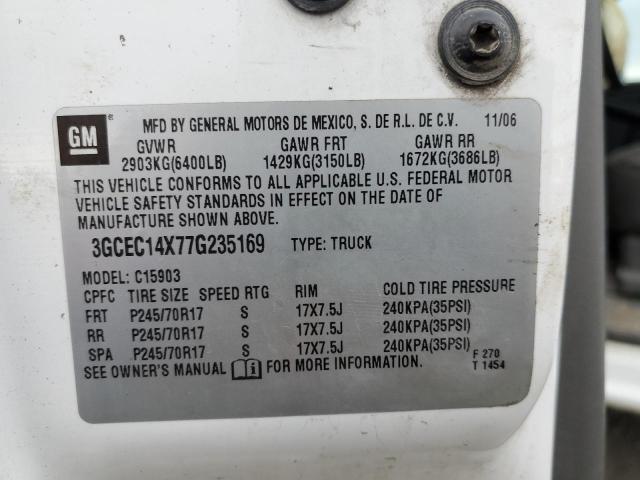 GM ® MFD BY GENERAL MOTORS DE MEXICO, S. DE R.L. DE C.V. 11/06
GVWR GAWR FRT GAWR RR
2903KG(6400LB) 1429KG(3150LB) 1672KG(3686LB)
THIS VEHICLE CONFORMS TO ALL APPLICABLE U.S. FEDERAL MOTOR
VEHICLE SAFETY STANDARDS IN EFFECT ON THE DATE OF
MANUFACTURE SHOWN ABOVE.
3GCEC14X77G235169 TYPE: TRUCK
MODEL: C15903
CPFC TIRE SIZE SPEED RTG RIM COLD TIRE PRESSURE
FRT P245/70R17 S 17X7.5J 240KPA(35PSI)
RR P245/70R17 S 17X7.5J 240KPA(35PSI)
SPA P245/70R17 S 17X7.5J 240KPA(35PSI)
SEE OWNER'S MANUAL FOR MORE INFORMATION. F 270
T 1454